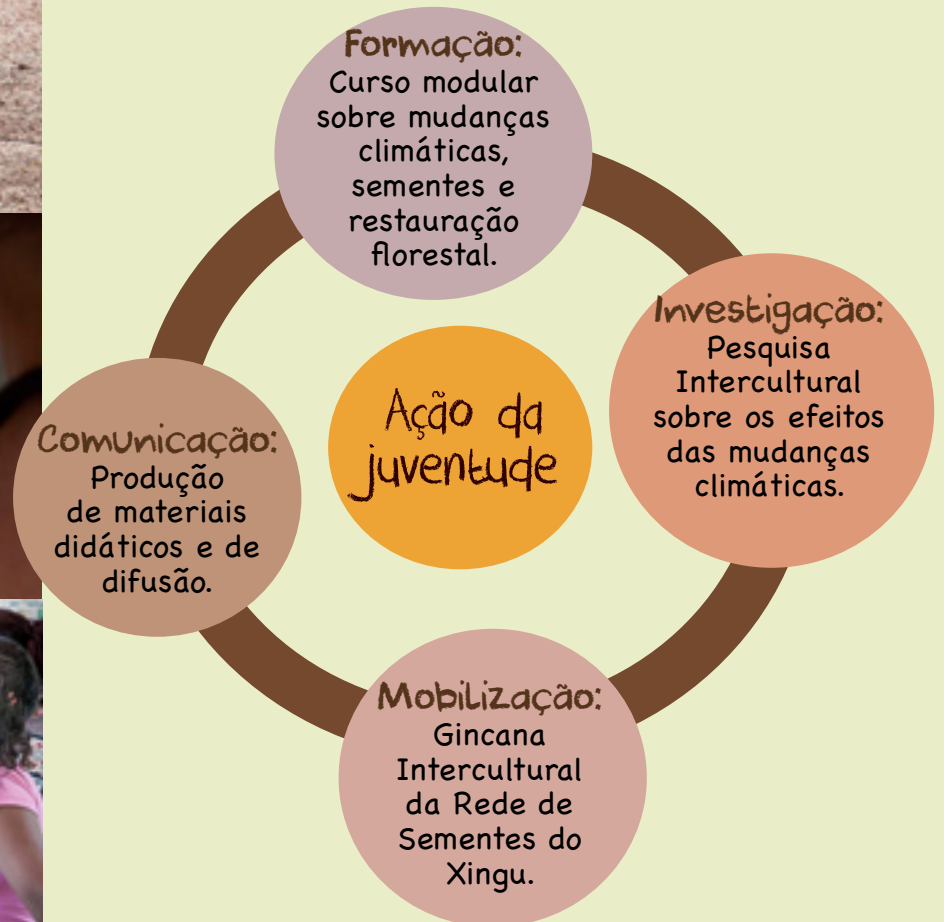 Formação:
Curso modular
sobre mudanças
climáticas,
sementes e
restauração
florestal.
Investigação:
Pesquisa
Intercultural
sobre os efeitos
das mudanças
climáticas.
Ação da
juventude
Comunicação:
Produção
de materiais
didáticos e de
difusão.
Mobilização:
Gincana
Intercultural
da Rede de
Sementes do
Xingu.